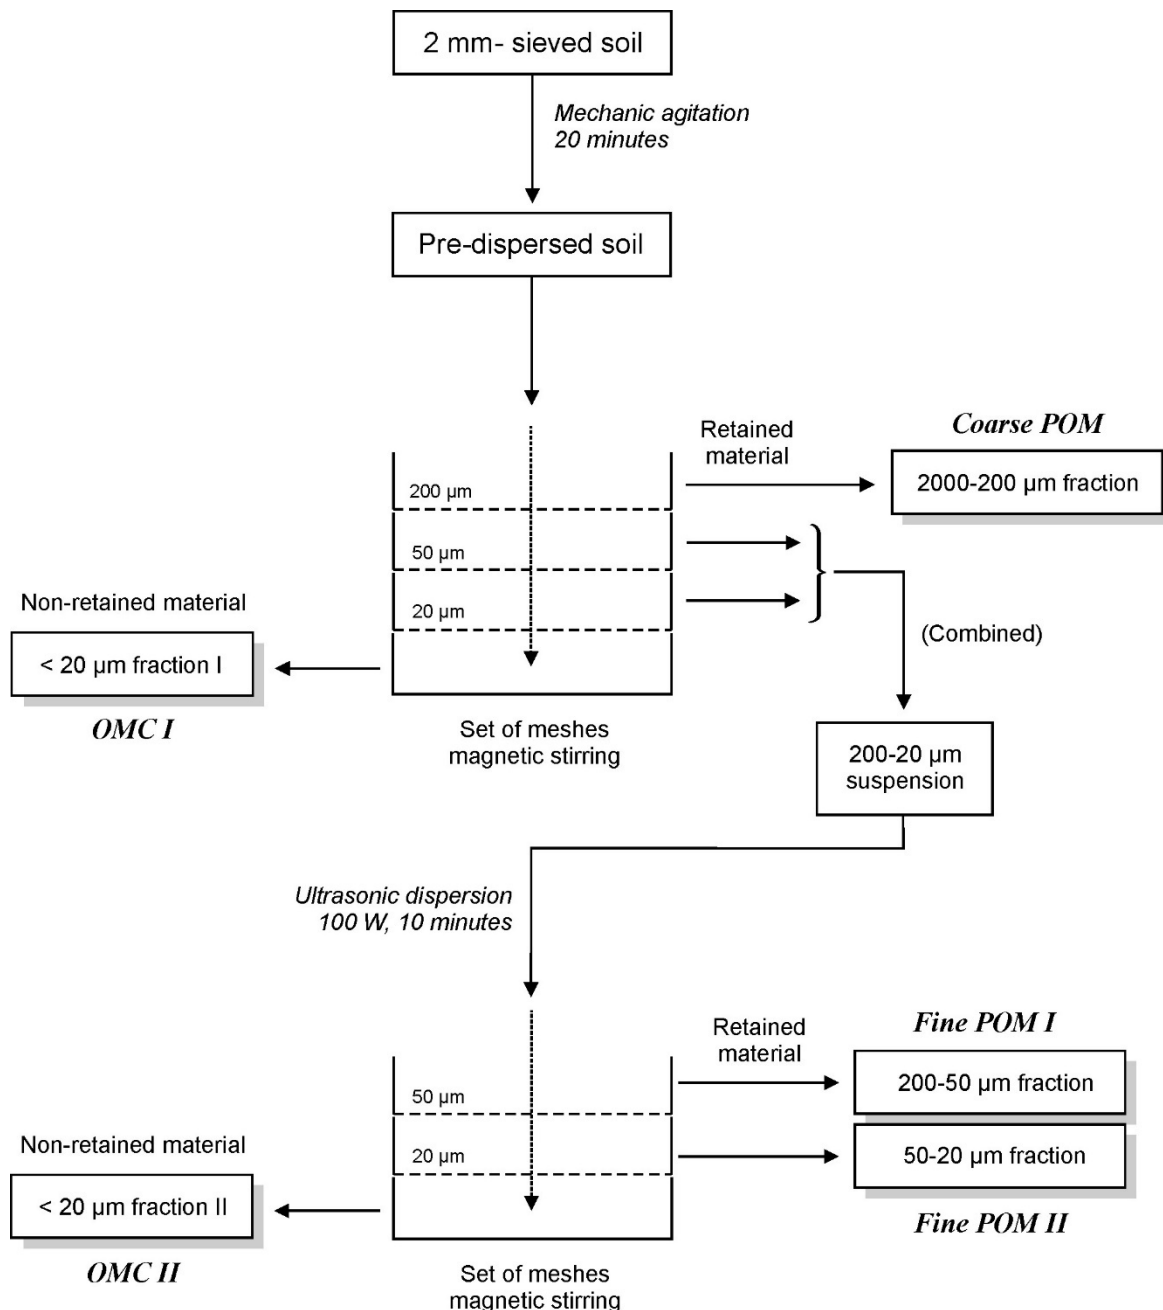 2 mm- sieved soil
Mechanic agitation
20 minutes
Pre-dispersed soil
Retained
material
Coarse POM
2000-200 µm fraction
200 µm
50 µm
20 µm
(Combined)
Non-retained material
< 20 µm fraction I
OMC I
Set of meshes
magnetic stirring
200-20 µm
suspension
Ultrasonic dispersion
100 W, 10 minutes
Retained
material
Fine POM I
200-50 µm fraction
50 µm
20 µm
50-20 µm fraction
Fine POM II
Non-retained material
< 20 µm fraction II
OMC II
Set of meshes
magnetic stirring